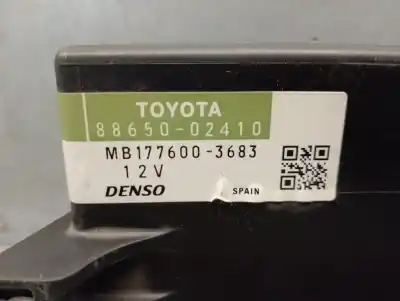 TOYOTA
88650-02410
MB177600-3683
12V
DENSO SPAIN